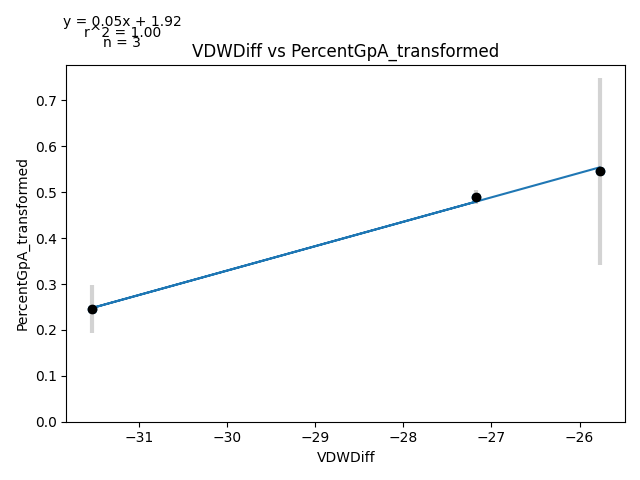 y = 0.05x + 1.92
r^2 = 1.00
n = 3
VDWDiff vs PercentGpA_transformed
PercentGpA_transformed
0.7
0.6
0.5
0.4
0.3
0.2
0.1
0.0
−31 −30 −29 −28 −27 −26
VDWDiff